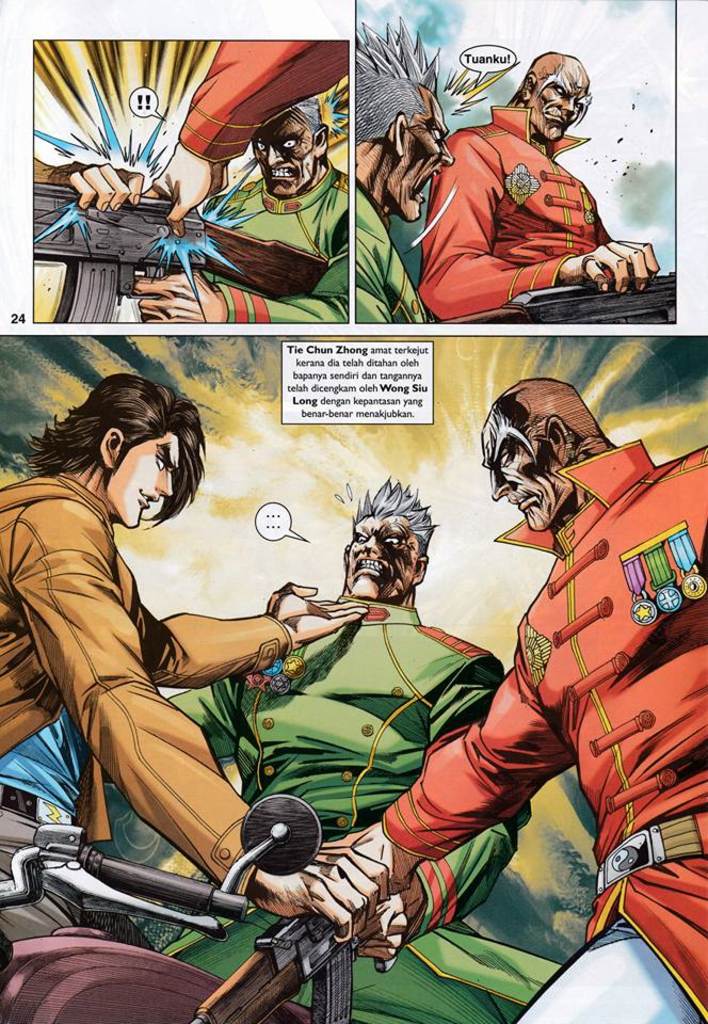 !!
Tuanku!
24
Tie Chun Zhong amat terkejut
kerana dia telah ditahan oleh
bapanya sendiri dan tangannya
telah dicengkam oleh Wong Siu
Long dengan kepantasan yang
benar-benar menakjubkan.
...
...